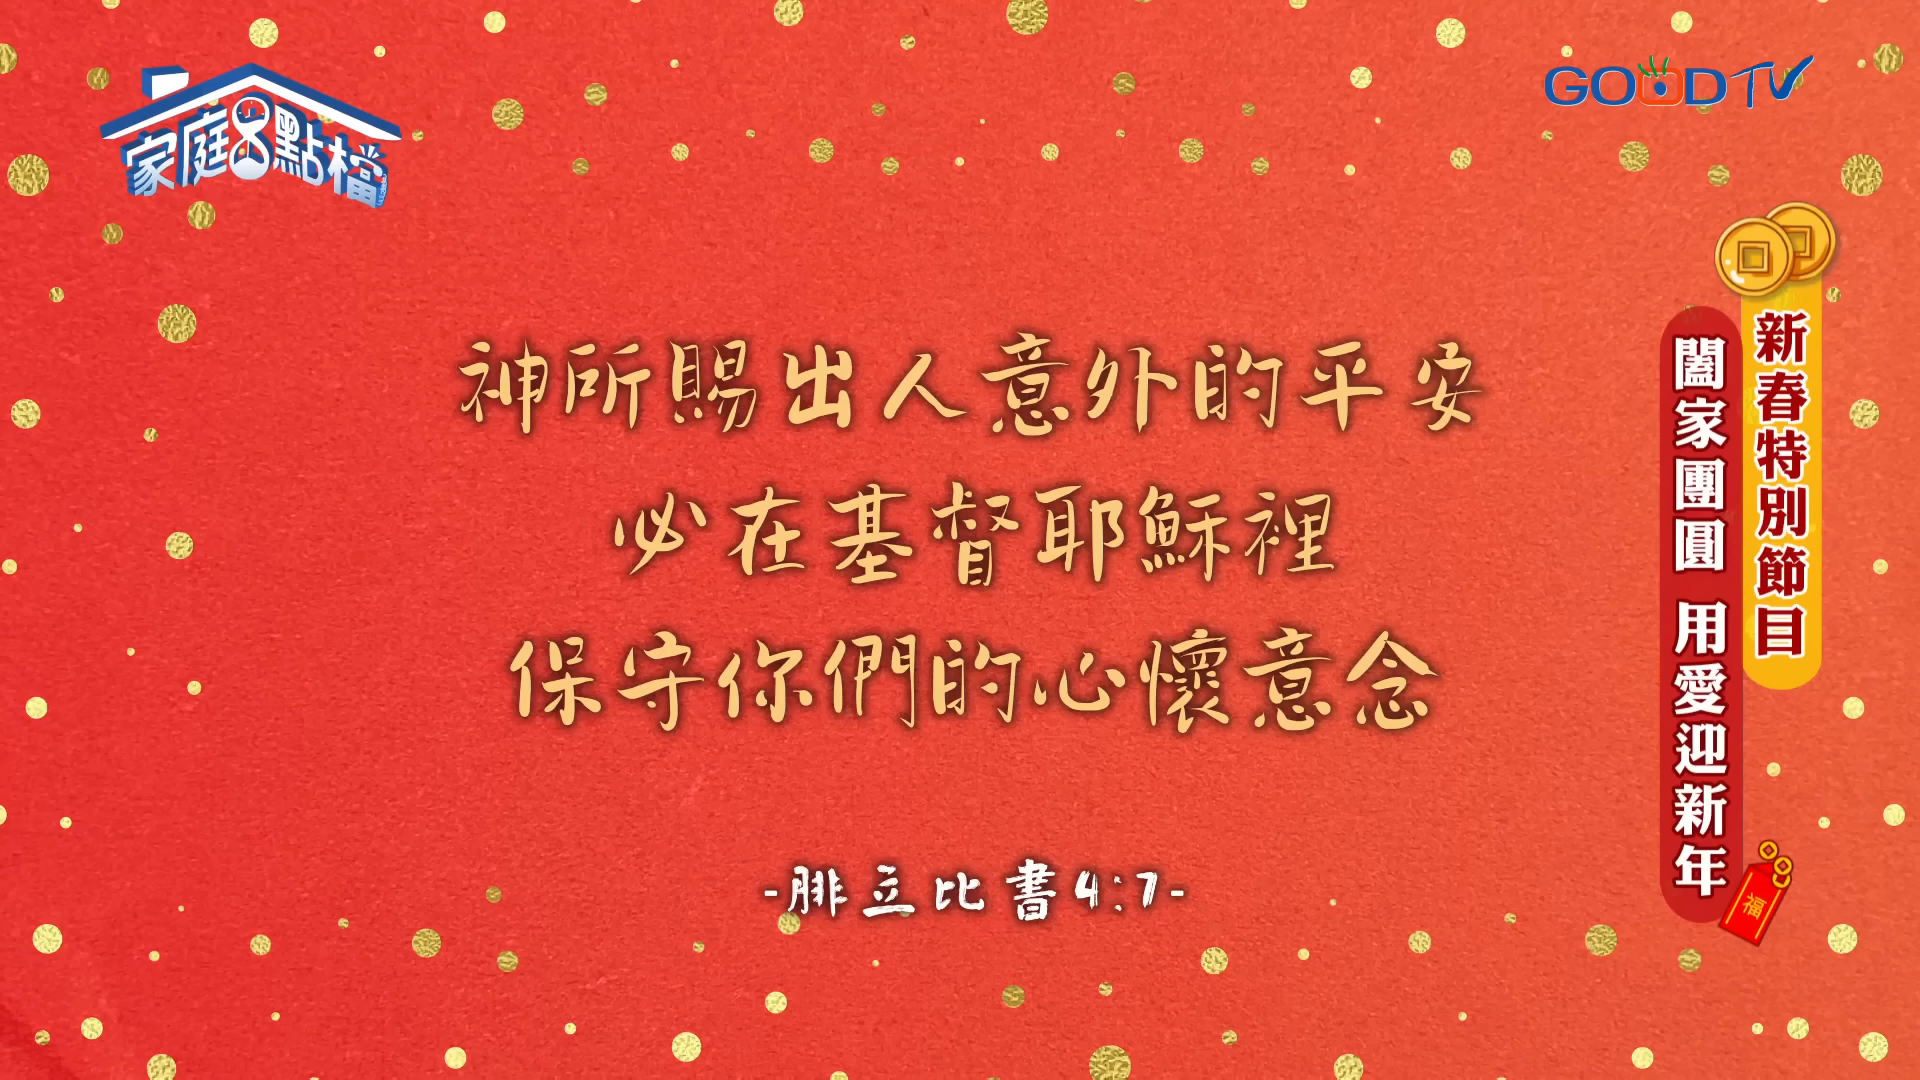 家庭8點檔
GOOD TV
神所賜出人意外的平安
必在基督耶穌裡
保守你們的心懷意念
-腓立比書4:7-
新春特別節目
闔家團圓 用愛迎新年
福